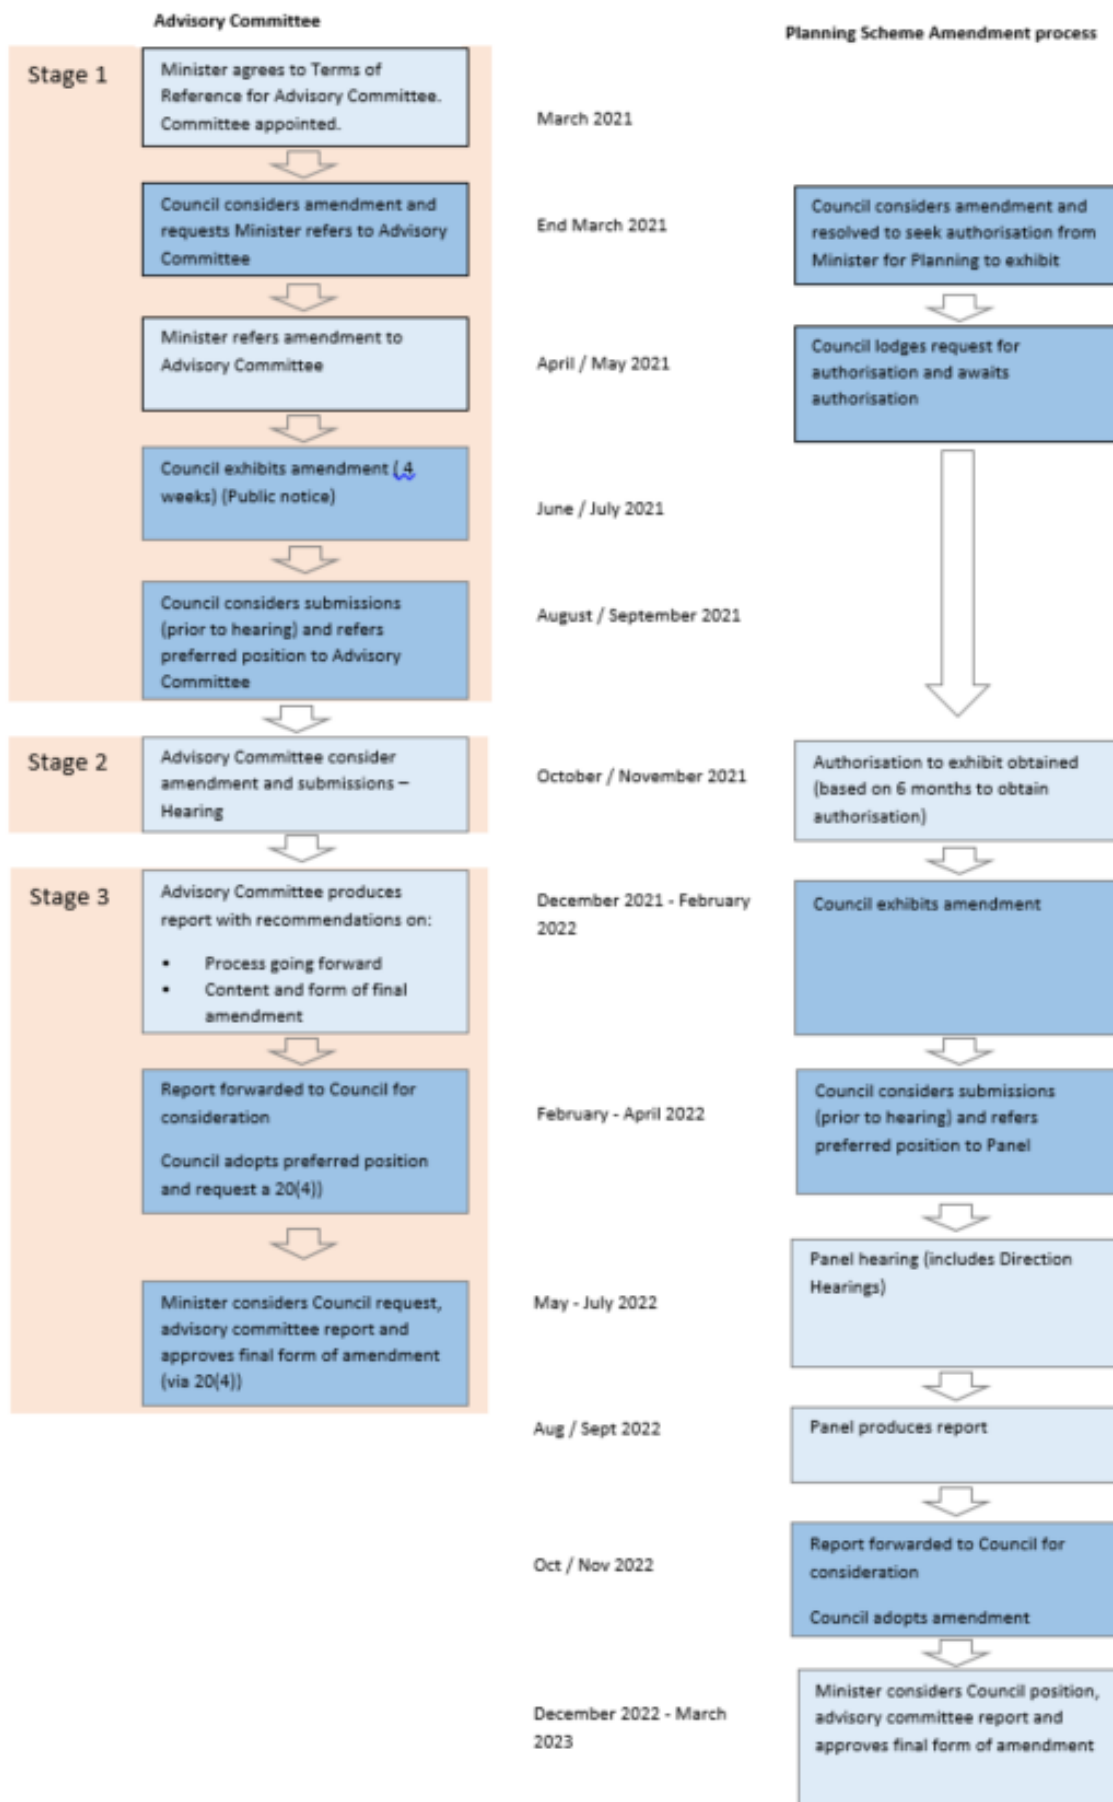 Advisory Committee
Planning Scheme Amendment process
Stage 1
Minister agrees to Terms of
Reference for Advisory Committee.
Committee appointed.
March 2021
Council considers amendment and
requests Minister refers to Advisory
Committee
End March 2021
Council considers amendment and
resolved to seek authorisation from
Minister for Planning to exhibit
Minister refers amendment to
Advisory Committee
April / May 2021
Council lodges request for
authorisation and awaits
authorisation
Council exhibits amendment ( 4
weeks) (Public notice)
June / July 2021
Council considers submissions
(prior to hearing) and refers
preferred position to Advisory
Committee
August / September 2021
Stage 2
Advisory Committee consider
amendment and submissions –
Hearing
October / November 2021
Authorisation to exhibit obtained
(based on 6 months to obtain
authorisation)
Stage 3
Advisory Committee produces
report with recommendations on:
• Process going forward
• Content and form of final
amendment
December 2021 - February
2022
Council exhibits amendment
Report forwarded to Council for
consideration
Council adopts preferred position
and request a 20(4))
February - April 2022
Council considers submissions
(prior to hearing) and refers
preferred position to Panel
Minister considers Council request,
advisory committee report and
approves final form of amendment
(via 20(4))
May - July 2022
Panel hearing (includes Direction
Hearings)
Aug / Sept 2022
Panel produces report
Oct / Nov 2022
Report forwarded to Council for
consideration
Council adopts amendment
December 2022 - March
2023
Minister considers Council position,
advisory committee report and
approves final form of amendment